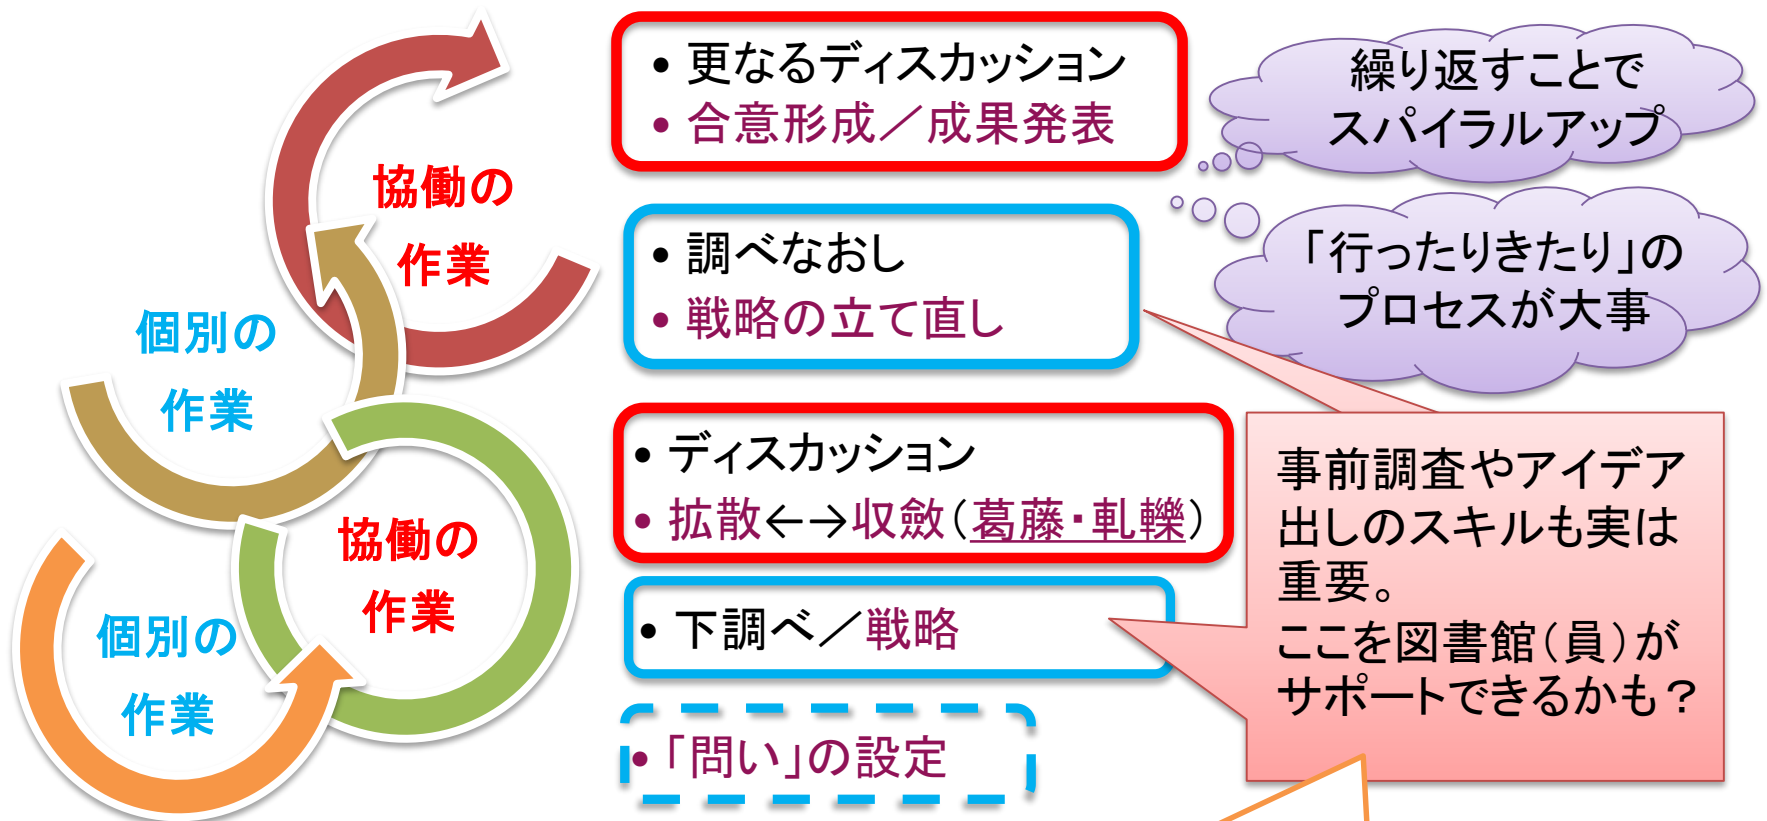 協働の
作業
個別の
作業
協働の
作業
個別の
作業
• 更なるディスカッション
• 合意形成／成果発表
• 調べなおし
• 戦略の立て直し
• ディスカッション
• 拡散←→収斂（葛藤・軋轢）
• 下調べ／戦略
• 「問い」の設定
繰り返すことで
スパイラルアップ
「行ったりきたり」の
プロセスが大事
事前調査やアイデア
出しのスキルも実は
重要。
ここを図書館（員）が
サポートできるかも？